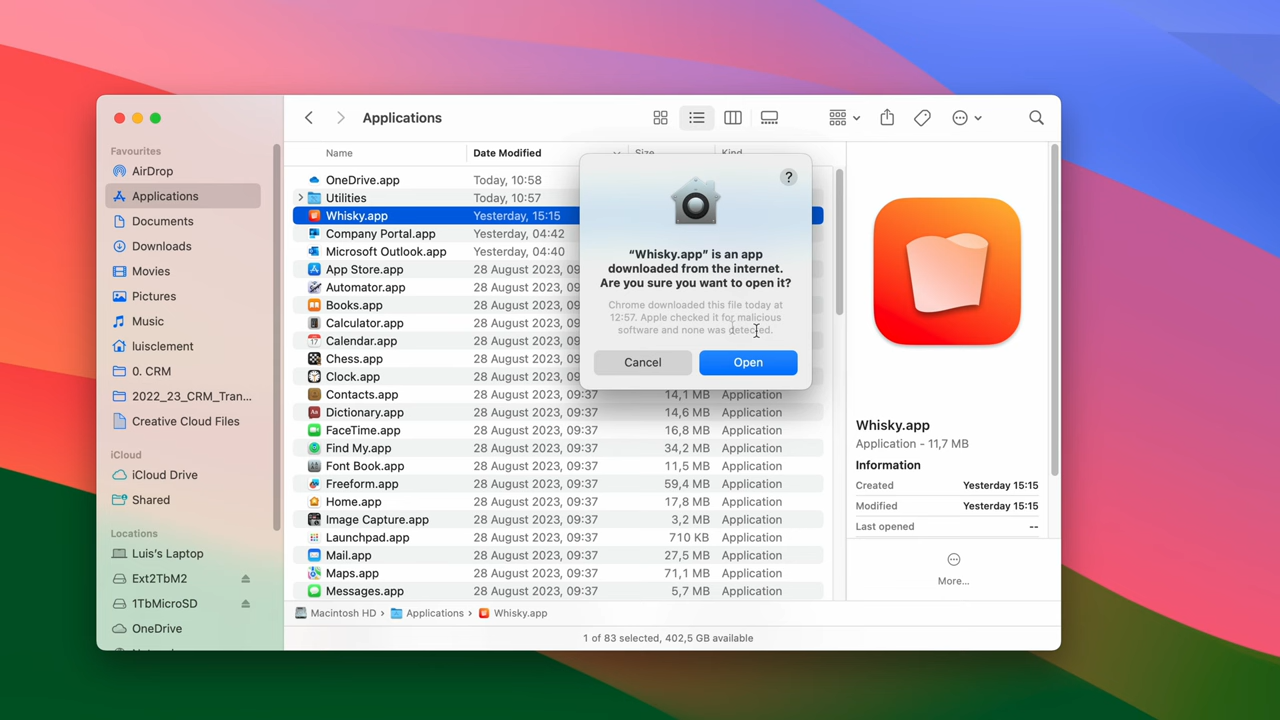 Applications
Favourites
AirDrop
Applications
Documents
Downloads
Movies
Pictures
Music
luisclement
0. CRM
2022_23_CRM_Tran...
Creative Cloud Files
iCloud
iCloud Drive
Shared
Locations
Luis's Laptop
Ext2TbM2
1TbMicroSD
OneDrive
Name Date Modified Size Kind
OneDrive.app Today, 10:58
Utilities Today, 10:57
Whisky.app Yesterday, 15:15
Company Portal.app Yesterday, 04:42
Microsoft Outlook.app Yesterday, 04:40
App Store.app 28 August 2023, 09
Automator.app 28 August 2023, 09
Books.app 28 August 2023, 09
Calculator.app 28 August 2023, 09
Calendar.app 28 August 2023, 09
Chess.app 28 August 2023, 09
Clock.app 28 August 2023, 09:37
Contacts.app 28 August 2023, 09:37 14,1 MB Application
Dictionary.app 28 August 2023, 09:37 14,6 MB Application
FaceTime.app 28 August 2023, 09:37 16,8 MB Application
Find My.app 28 August 2023, 09:37 34,2 MB Application
Font Book.app 28 August 2023, 09:37 11,5 MB Application
Freeform.app 28 August 2023, 09:37 59,4 MB Application
Home.app 28 August 2023, 09:37 17,8 MB Application
Image Capture.app 28 August 2023, 09:37 3,2 MB Application
Launchpad.app 28 August 2023, 09:37 710 KB Application
Mail.app 28 August 2023, 09:37 27,5 MB Application
Maps.app 28 August 2023, 09:37 71,1 MB Application
Messages.app 28 August 2023, 09:37 5,7 MB Application
?
“Whisky.app” is an app
downloaded from the internet.
Are you sure you want to open it?
Chrome downloaded this file today at
12:57. Apple checked it for malicious
software and none was detected.
Cancel Open
Whisky.app
Application - 11,7 MB
Information
Created Yesterday 15:15
Modified Yesterday 15:15
Last opened --
More...
Macintosh HD › Applications › Whisky.app
1 of 83 selected, 402,5 GB available